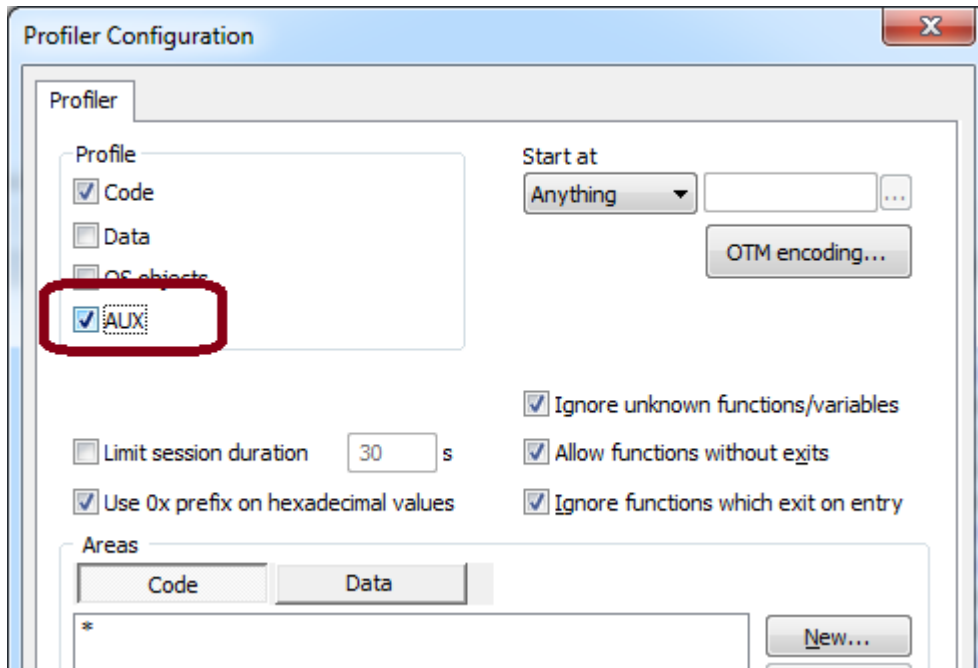 Profiler Configuration
x
Profiler
Profile
Code
Data
OS objects
AUX
Start at
Anything
...
OTM encoding...
Ignore unknown functions/variables
Limit session duration 30 s
Allow functions without exits
Use 0x prefix on hexadecimal values
Ignore functions which exit on entry
Areas
Code Data
*
New...